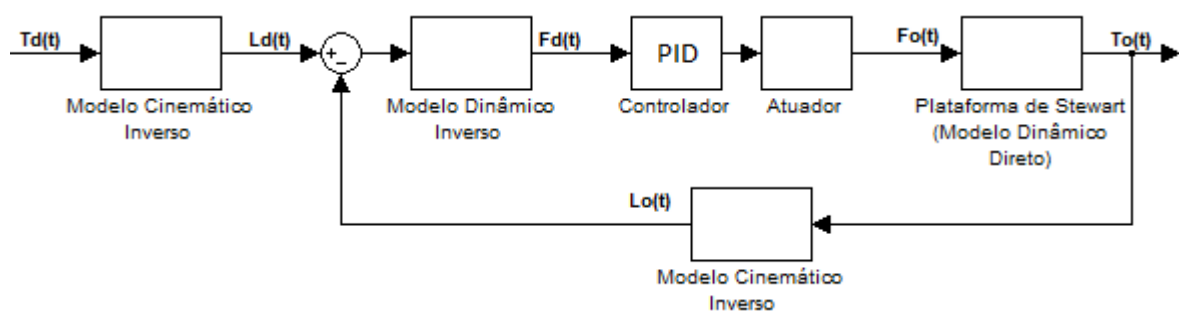 Td(t)
Ld(t)
+
−
Fd(t)
PID
Fo(t)
To(t)
Modelo Cinemático
Inverso
Modelo Dinâmico
Inverso
Controlador
Atuador
Plataforma de Stewart
(Modelo Dinâmico
Direto)
Lo(t)
Modelo Cinemático
Inverso